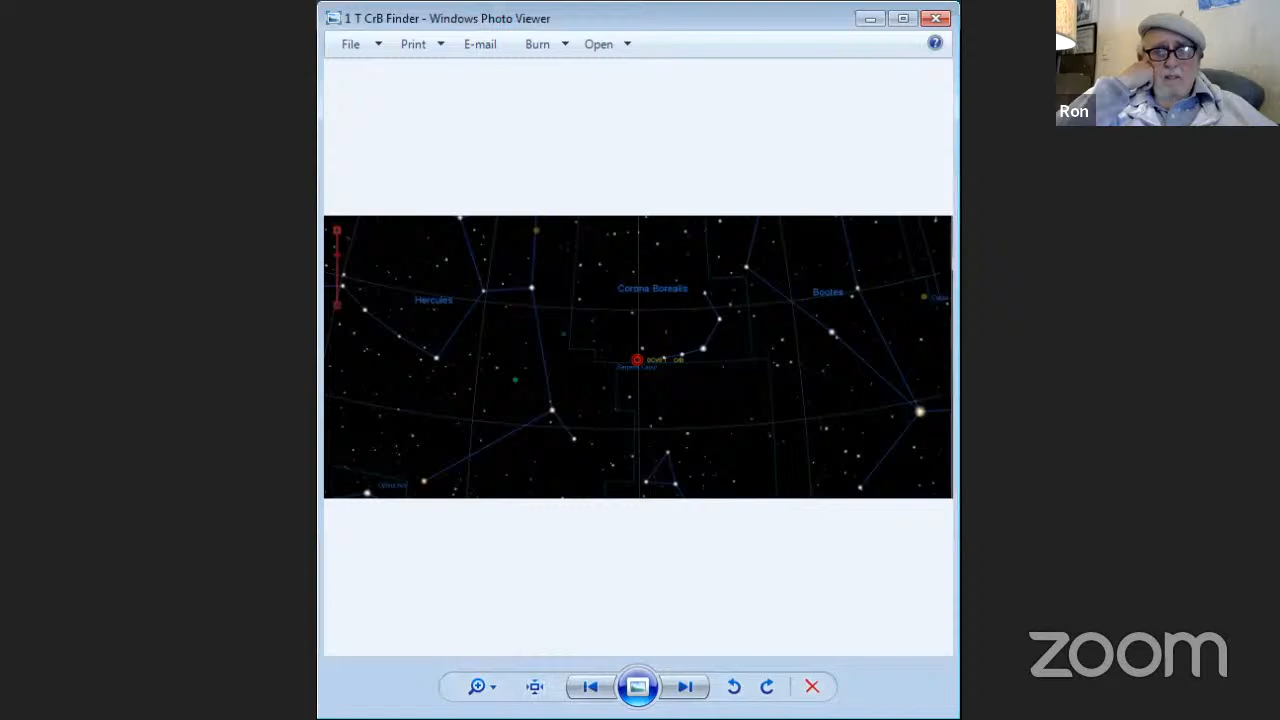 1 T CrB Finder - Windows Photo Viewer
File Print E-mail Burn Open
Ron
Corona Borealis
Bootes
Hercules
zoom